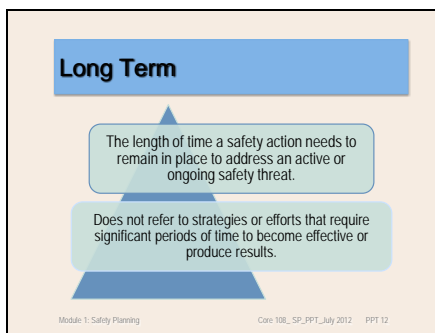 Long Term
The length of time a safety action needs to
remain in place to address an active or
ongoing safety threat.
Does not refer to strategies or efforts that require
significant periods of time to become effective or
produce results.
Module 1: Safety Planning Core 108_ SP_PPT_July 2012 PPT 12